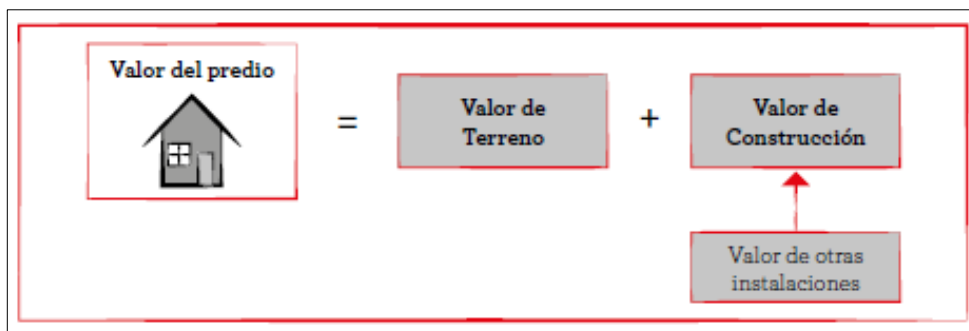 Valor del predio
=
Valor de
Terreno
+
Valor de
Construcción
Valor de otras
instalaciones